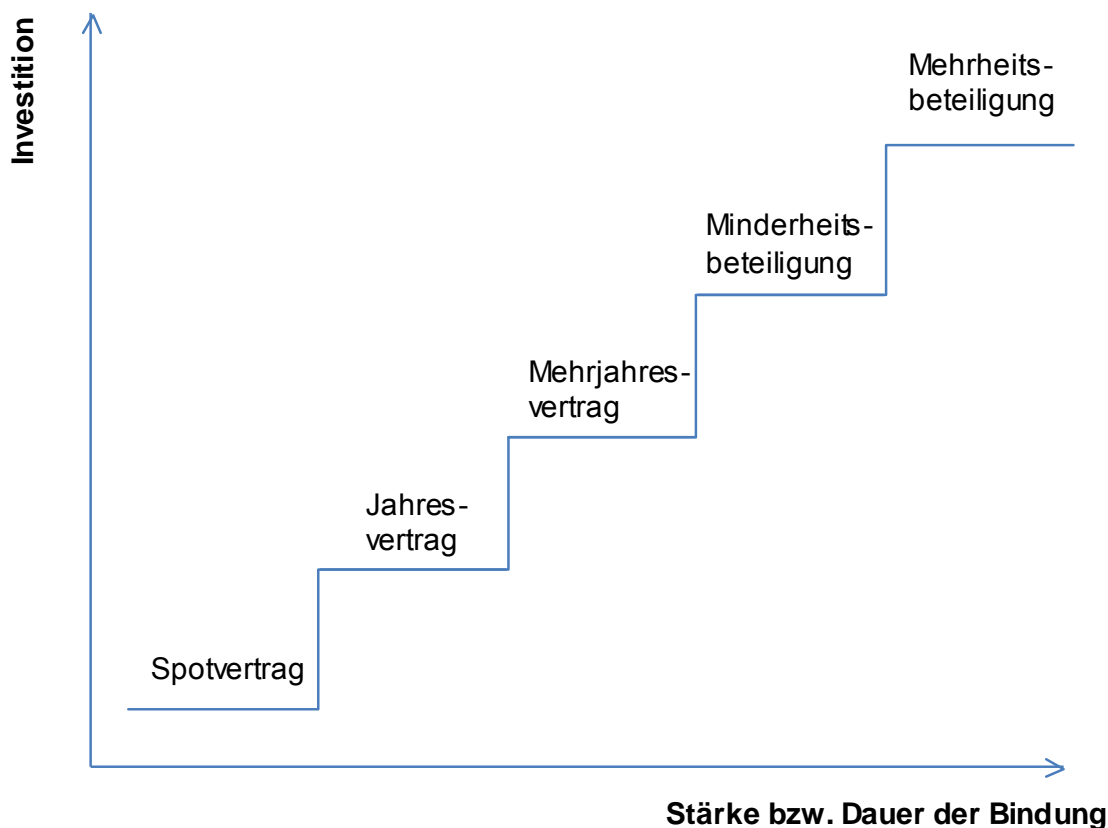 Investition
Mehrheits-
beteiligung
Minderheits-
beteiligung
Mehrjahres-
vertrag
Jahres-
vertrag
Spotvertrag
Stärke bzw. Dauer der Bindung